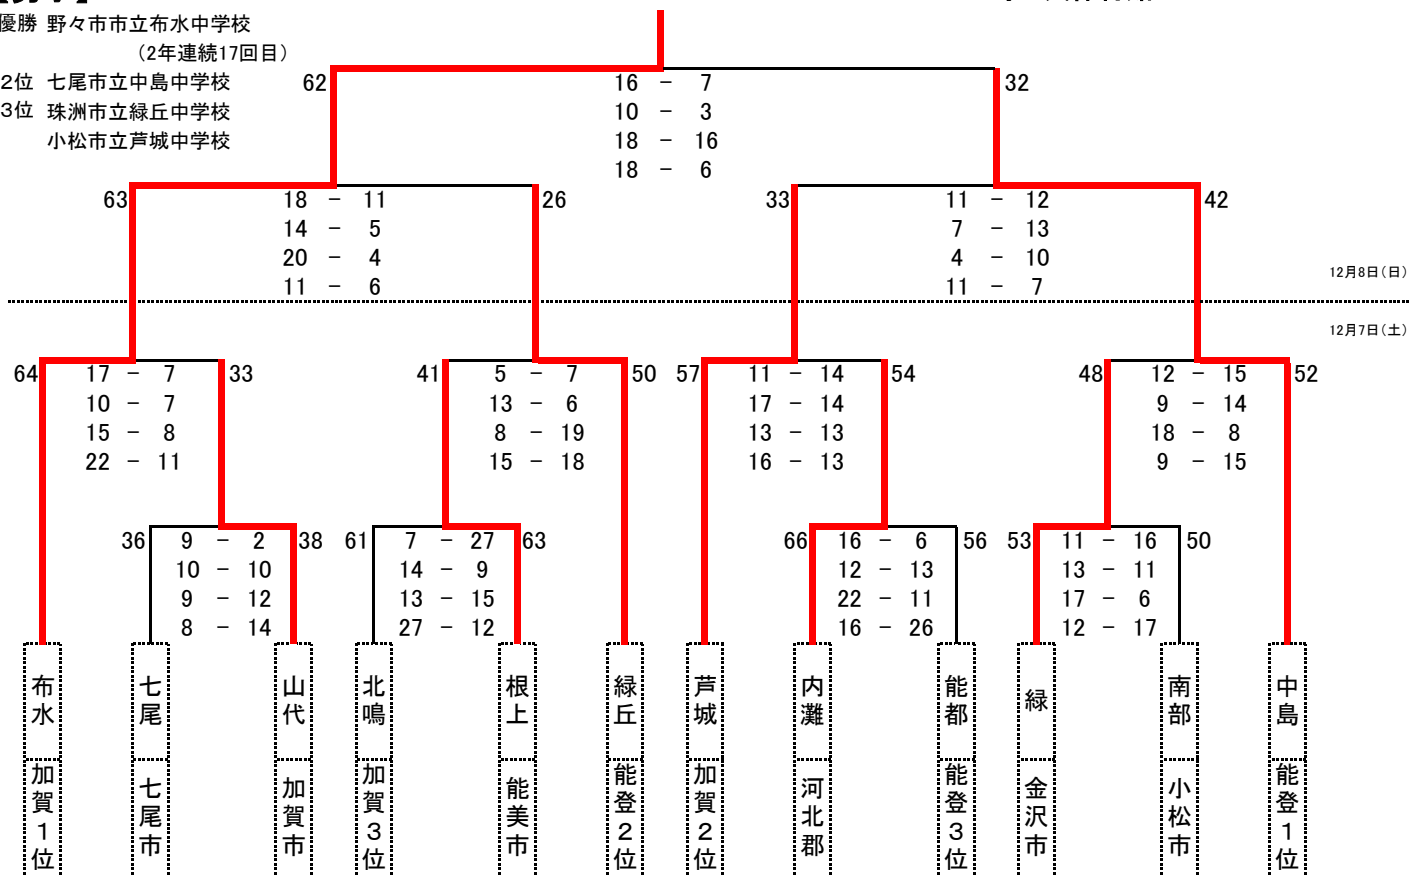 優勝 野々市市立布水中学校
（2年連続17回目）
2位 七尾市立中島中学校
3位 珠洲市立緑丘中学校
小松市立芦城中学校
62 16 － 7 32
10 － 3
18 － 16
18 － 6
63 18 － 11 26 33 11 － 12 42
14 － 5 7 － 13
20 － 4 4 － 10
11 － 6 11 － 7
12月8日（日）
12月7日（土）
64 17 － 7 33 41 5 － 7 50 57 11 － 14 54 48 12 － 15 52
10 － 7 13 － 6 17 － 14 9 － 14
15 － 8 8 － 19 13 － 13 18 － 8
22 － 11 15 － 18 16 － 13 9 － 15
36 9 － 2 38 61 7 － 27 63 66 16 － 6 56 53 11 － 16 50
10 － 10 14 － 9 12 － 13 13 － 11
9 － 12 13 － 15 22 － 11 17 － 6
8 － 14 27 － 12 16 － 26 12 － 17
布水 七尾 山代 北鳴 根上 緑丘 芦城 内灘 能都 緑 南部 中島
加賀1位 七尾市 加賀市 加賀3位 能美市 能登2位 加賀2位 河北郡 能登3位 金沢市 小松市 能登1位